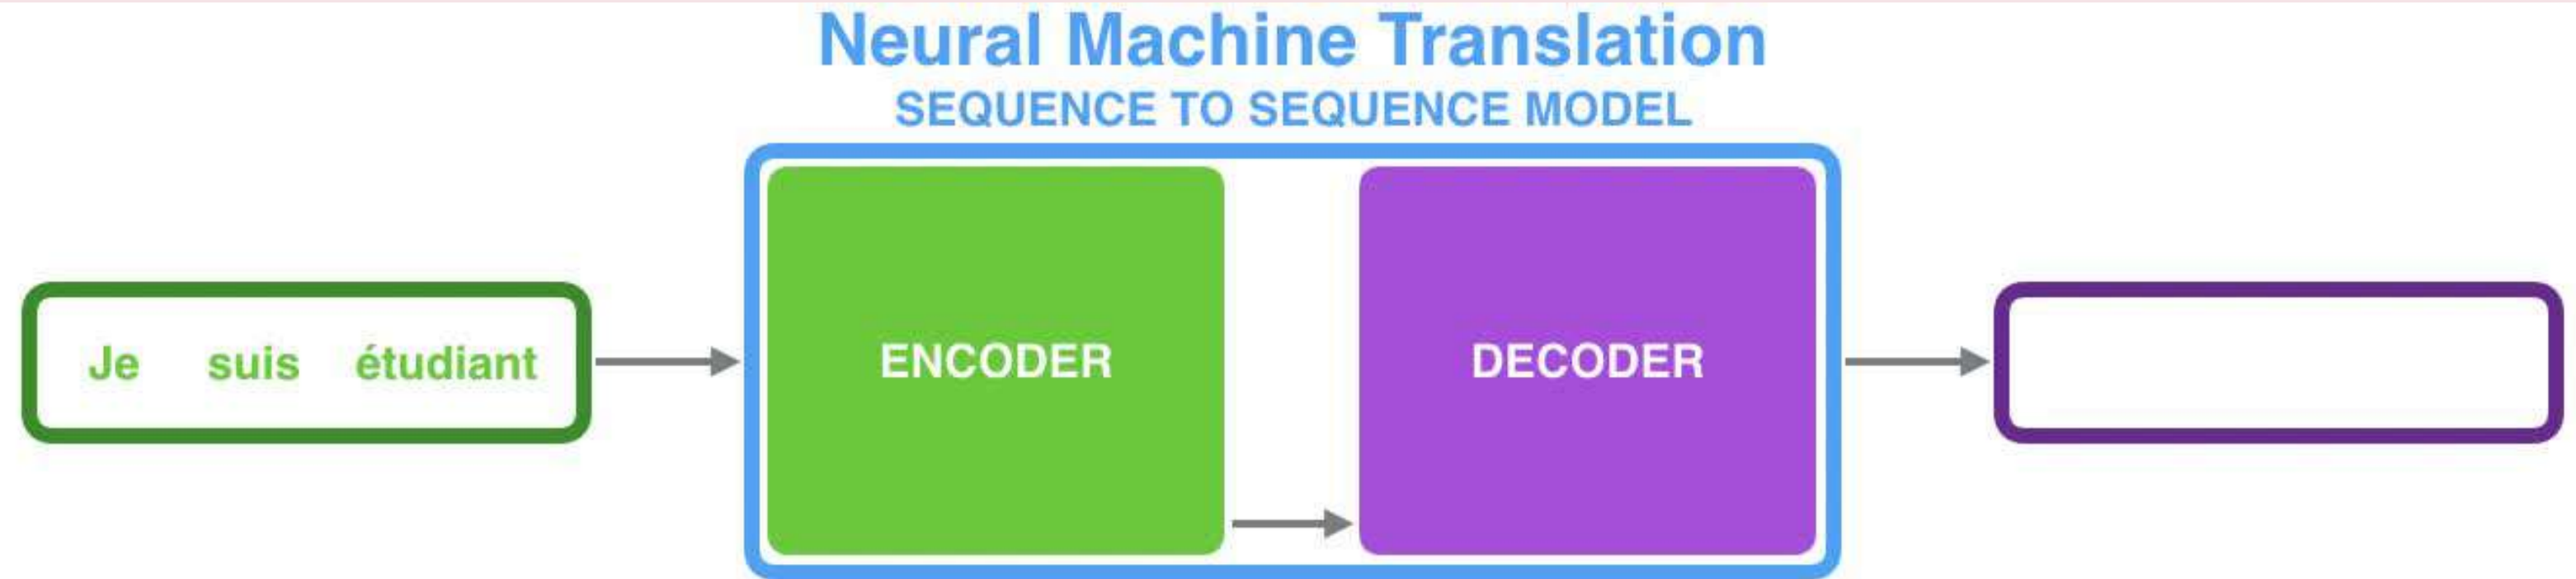 Neural Machine Translation
SEQUENCE TO SEQUENCE MODEL
Je suis étudiant
ENCODER
DECODER